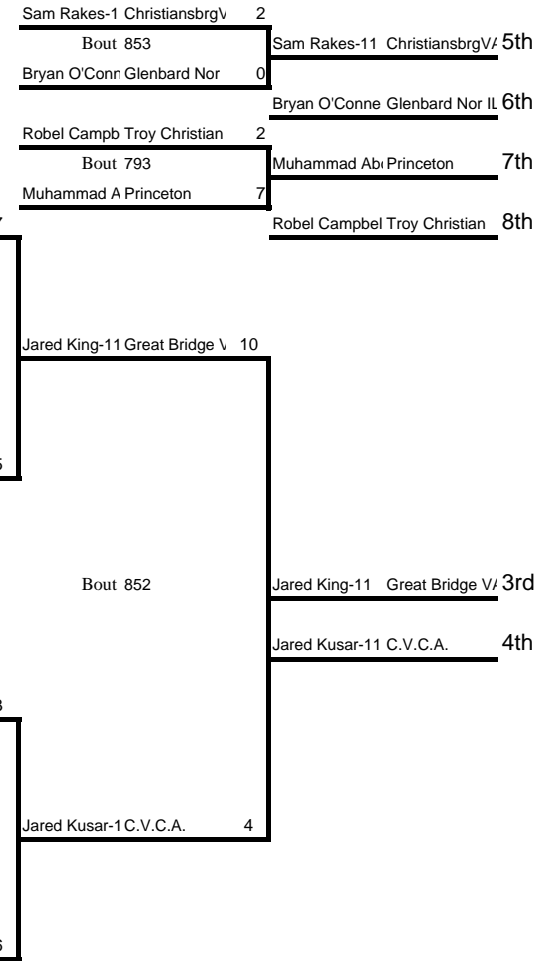 Sam Rakes-1 Christiansbrg 2
Bout 853
Sam Rakes-11 ChristiansbrgVA 5th
Bryan O'Conn Glenbard Nor 0
Bryan O'Conne Glenbard Nor IL 6th
Robel Campb Troy Christian 2
Bout 793
Muhammad Ab Princeton 7th
Muhammad A Princeton 7
Robel Campbel Troy Christian 8th
Jared King-11 Great Bridge 10
Bout 852
Jared King-11 Great Bridge VA 3rd
Jared Kusar-11 C.V.C.A. 4th
Jared Kusar-1 C.V.C.A. 4